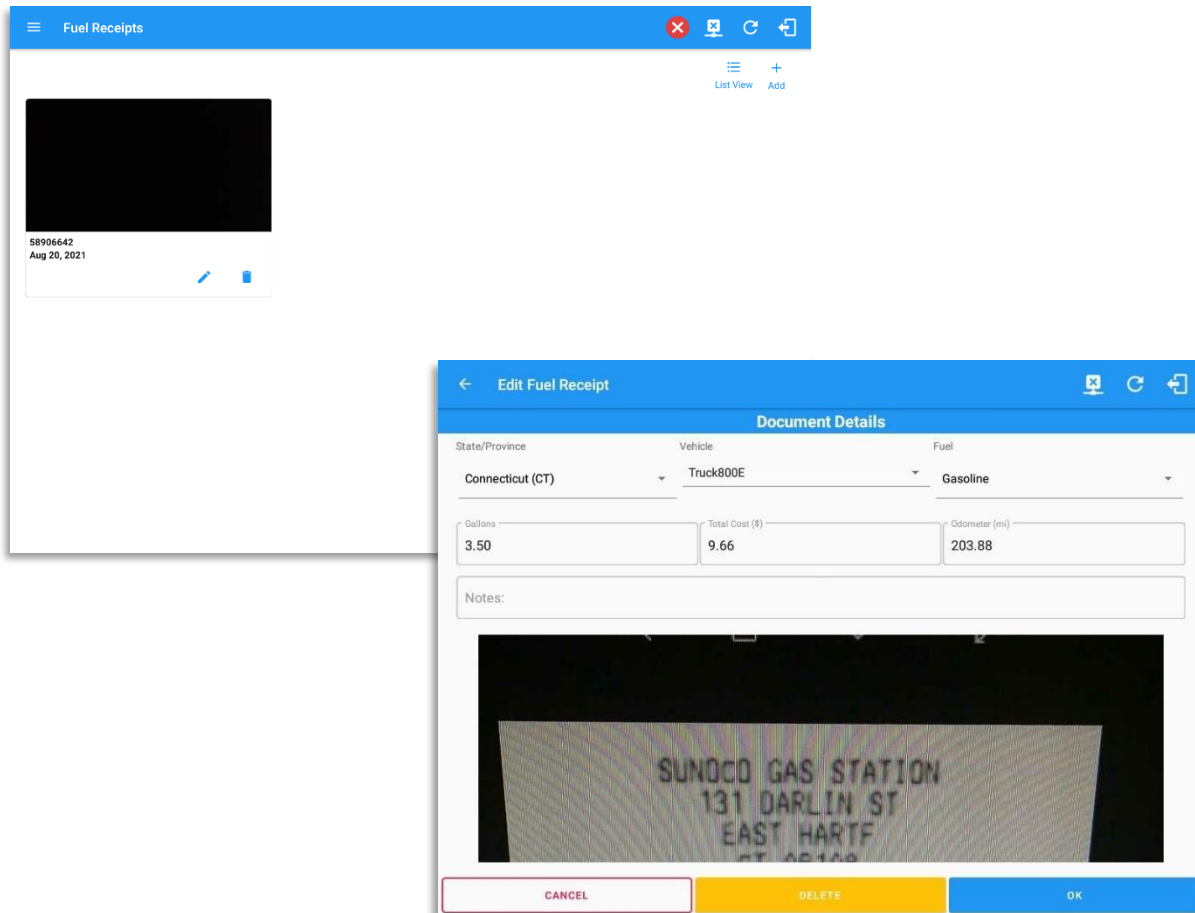 Fuel Receipts
List View Add
58906642
Aug 20, 2021
Edit Fuel Receipt
Document Details
State/Province Vehicle Fuel
Connecticut (CT) Truck800E Gasoline
Gallons Total Cost ($) Odometer (mi)
3.50 9.66 203.88
Notes:
SUNOCO GAS STATION
131 DARLIN ST
EAST HARTF
CT 06108
CANCEL DELETE OK